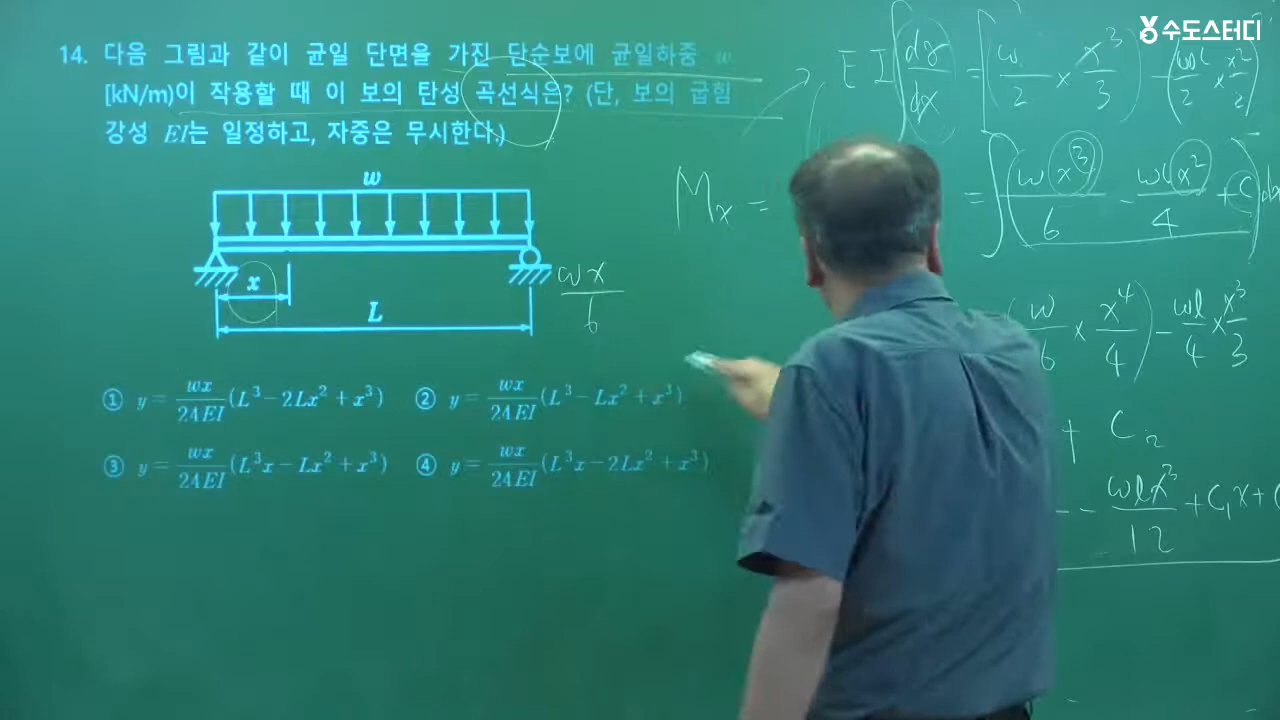 수도스터디
14. 다음 그림과 같이 균일 단면을 가진 단순보에 균일하중 w
[kN/m]이 작용할 때 이 보의 탄성 곡선식은? (단, 보의 굽힘
강성 EI는 일정하고, 자중은 무시한다.)
w
x
L
① y = wx/24EI (L³ − 2Lx² + x³) ② y = wx/24EI (L³ − Lx² + x³)
③ y = wx/24EI (L³x − Lx² + x³) ④ y = wx/24EI (L³x − 2Lx² + x³)
wx/6
Mx =
EI∫dy/dx = ∫ w/2 × x³/3 − (wl/2 × x²/2)
= ∫(wx³/6 − wlx²/4 + C)dx
(w/6 × x⁴/4) − wl/4 × x³/3
+ C₂
- wlx³/12 + C₁x +